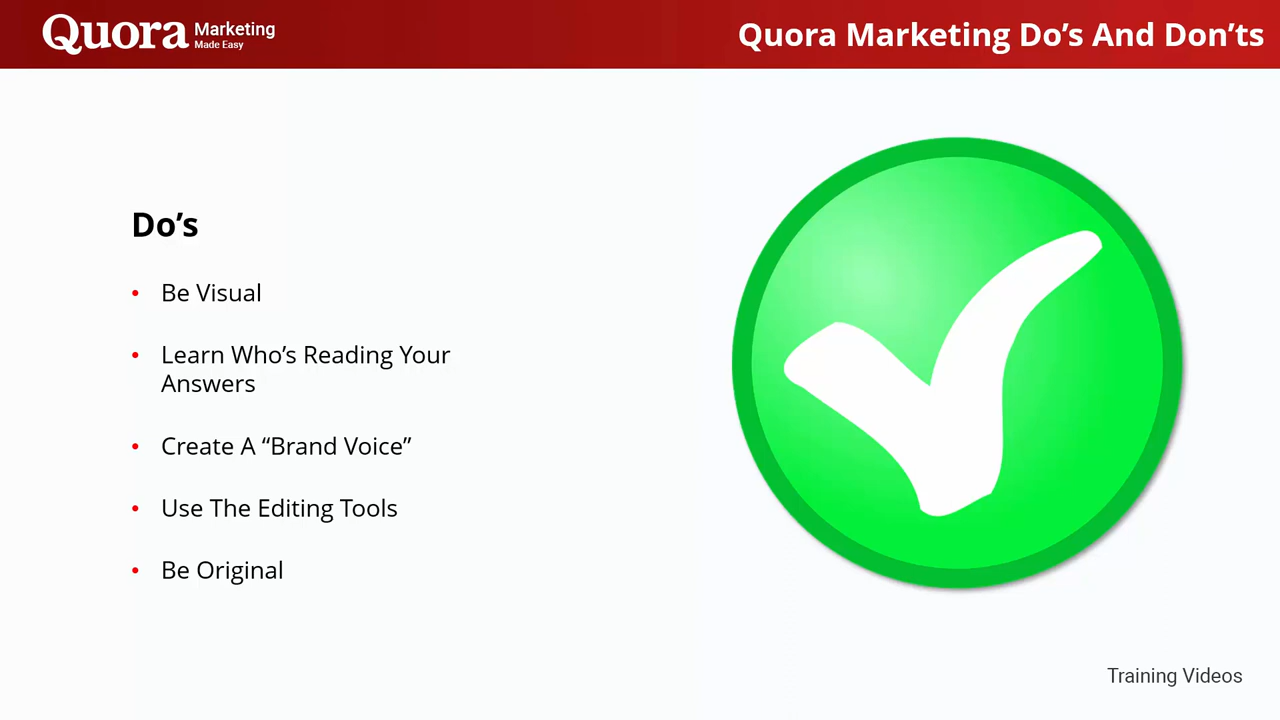 Quora Marketing
Made Easy
Quora Marketing Do’s And Don’ts
Do’s
• Be Visual
• Learn Who’s Reading Your
Answers
• Create A “Brand Voice”
• Use The Editing Tools
• Be Original
Training Videos